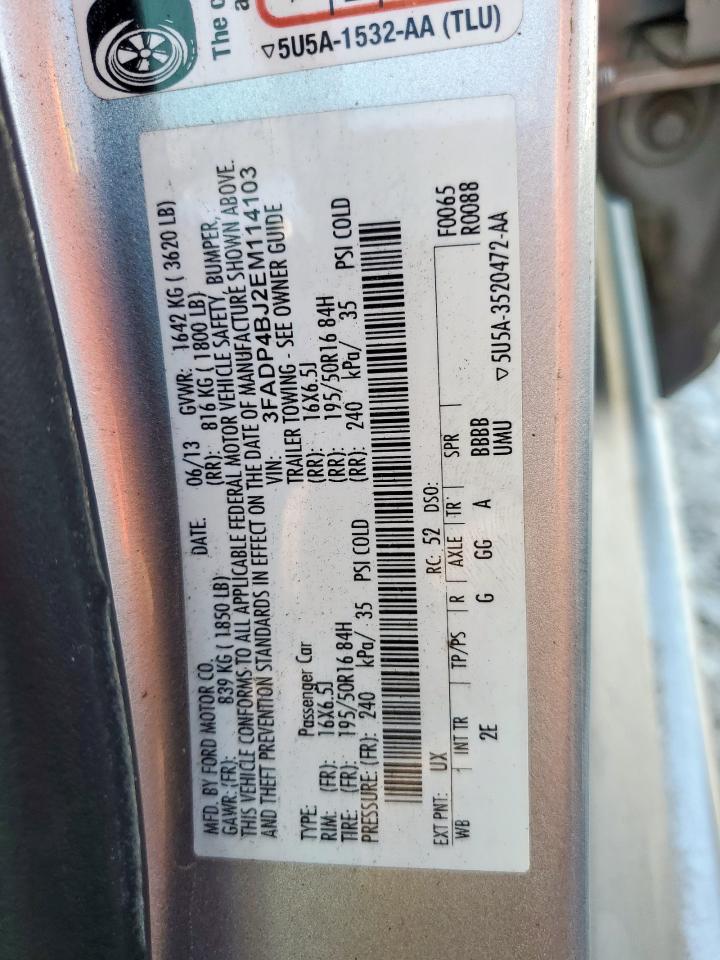 The c
a
▽5U5A-1532-AA (TLU)
MFD. BY FORD MOTOR CO. DATE: 06/13 GVWR: 1642 KG ( 3620 LB)
GAWR: (FR): 839 KG ( 1850 LB) (RR): 816 KG ( 1800 LB)
THIS VEHICLE CONFORMS TO ALL APPLICABLE FEDERAL MOTOR VEHICLE SAFETY, BUMPER,
AND THEFT PREVENTION STANDARDS IN EFFECT ON THE DATE OF MANUFACTURE SHOWN ABOVE.
VIN: 3FADP4BJ2EM114103
TYPE: Passenger Car TRAILER TOWING - SEE OWNER GUIDE
RIM: (FR): 16X6.5J (RR): 16X6.5J
TIRE: (FR): 195/50R16 84H (RR): 195/50R16 84H
PRESSURE: (FR): 240 kPa/ 35 PSI COLD (RR): 240 kPa/ 35 PSI COLD
EXT PNT: UX RC: 52 DSO: F0065
WB INT TR TP/PS R AXLE TR SPR R0088
2E G GG A BBBB
UMU ▽5U5A-3520472-AA